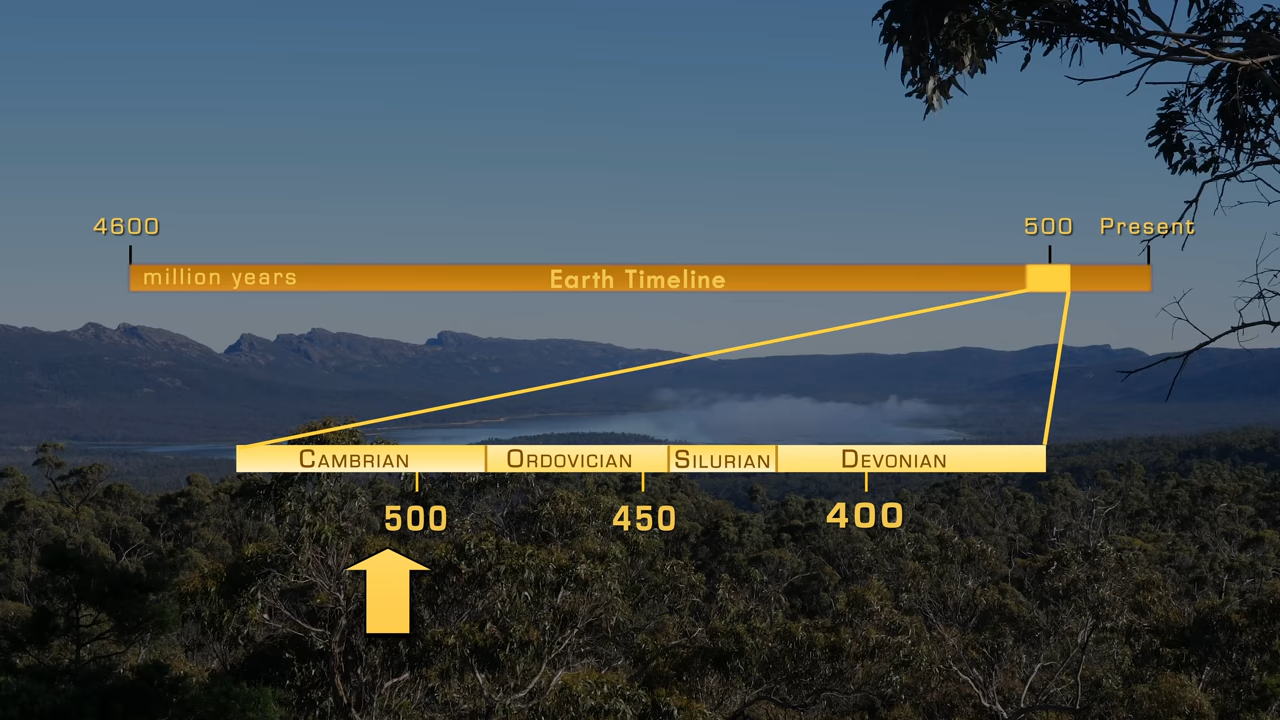 4600 500 Present
million years Earth Timeline
CAMBRIAN ORDOVICIAN SILURIAN DEVONIAN
500 450 400